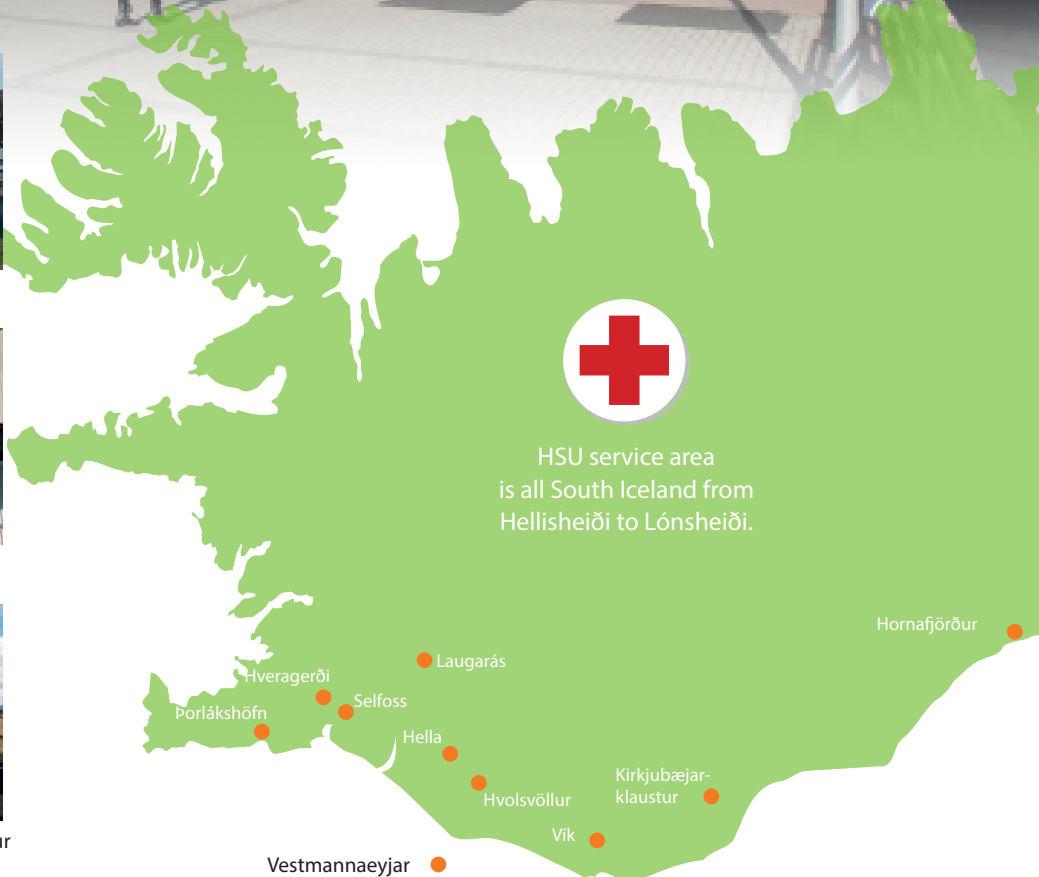 HSU service area
is all South Iceland from
Hellisheiði to Lónsheiði.
Hornafjörður
Laugarás
Hveragerði
Selfoss
Þorlákshöfn
Hella
Kirkjubæjar-
klaustur
Hvolsvöllur
Vík
Vestmannaeyjar